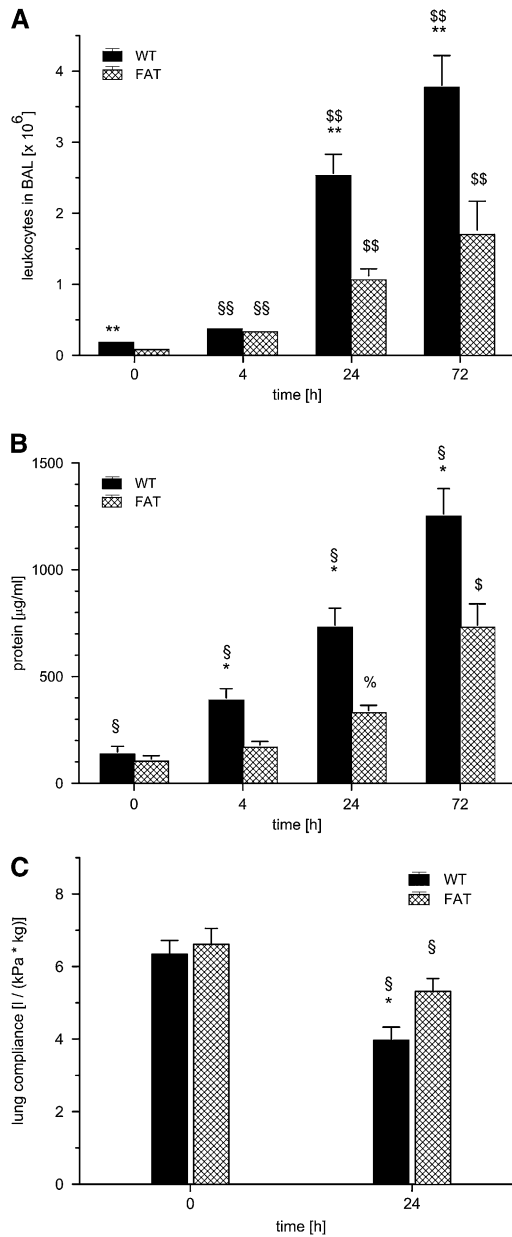 A
WT
FAT
leukocytes in BAL [x 10^6]
4
3
2
1
0
**
§§ §§
$$
**
$$
$$
**
$$
0 4 24 72
time [h]
B
WT
FAT
protein [µg/ml]
1500
1000
500
0
§
§
*
§
*
%
§
*
$
0 4 24 72
time [h]
C
WT
FAT
lung compliance [l / (kPa * kg)]
8
6
4
2
0
§
*
§
0 24
time [h]